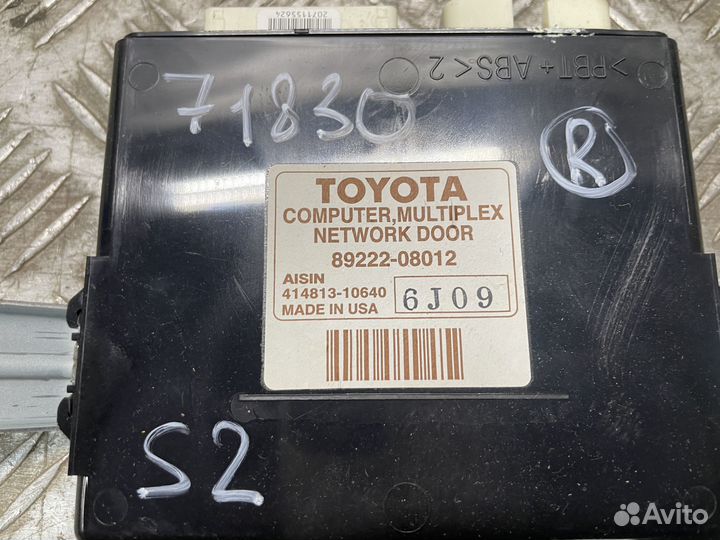 2071155624
>PBT+ABS<2
71830
R
TOYOTA
COMPUTER,MULTIPLEX
NETWORK DOOR
89222-08012
AISIN
414813-10640
6J09
MADE IN USA
S2
Avito